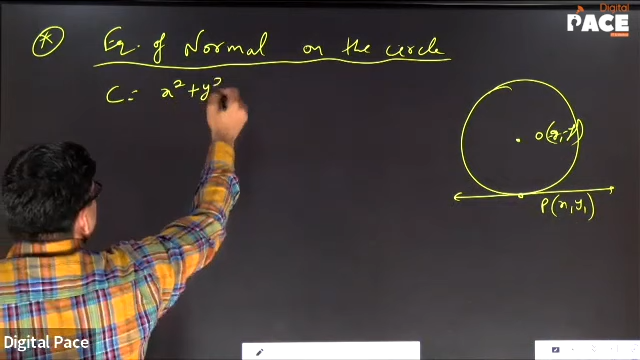 * Eq. of Normal on the circle
C = x² + y²
P(x₁ y₁)
Digital
PACE
Digital Pace